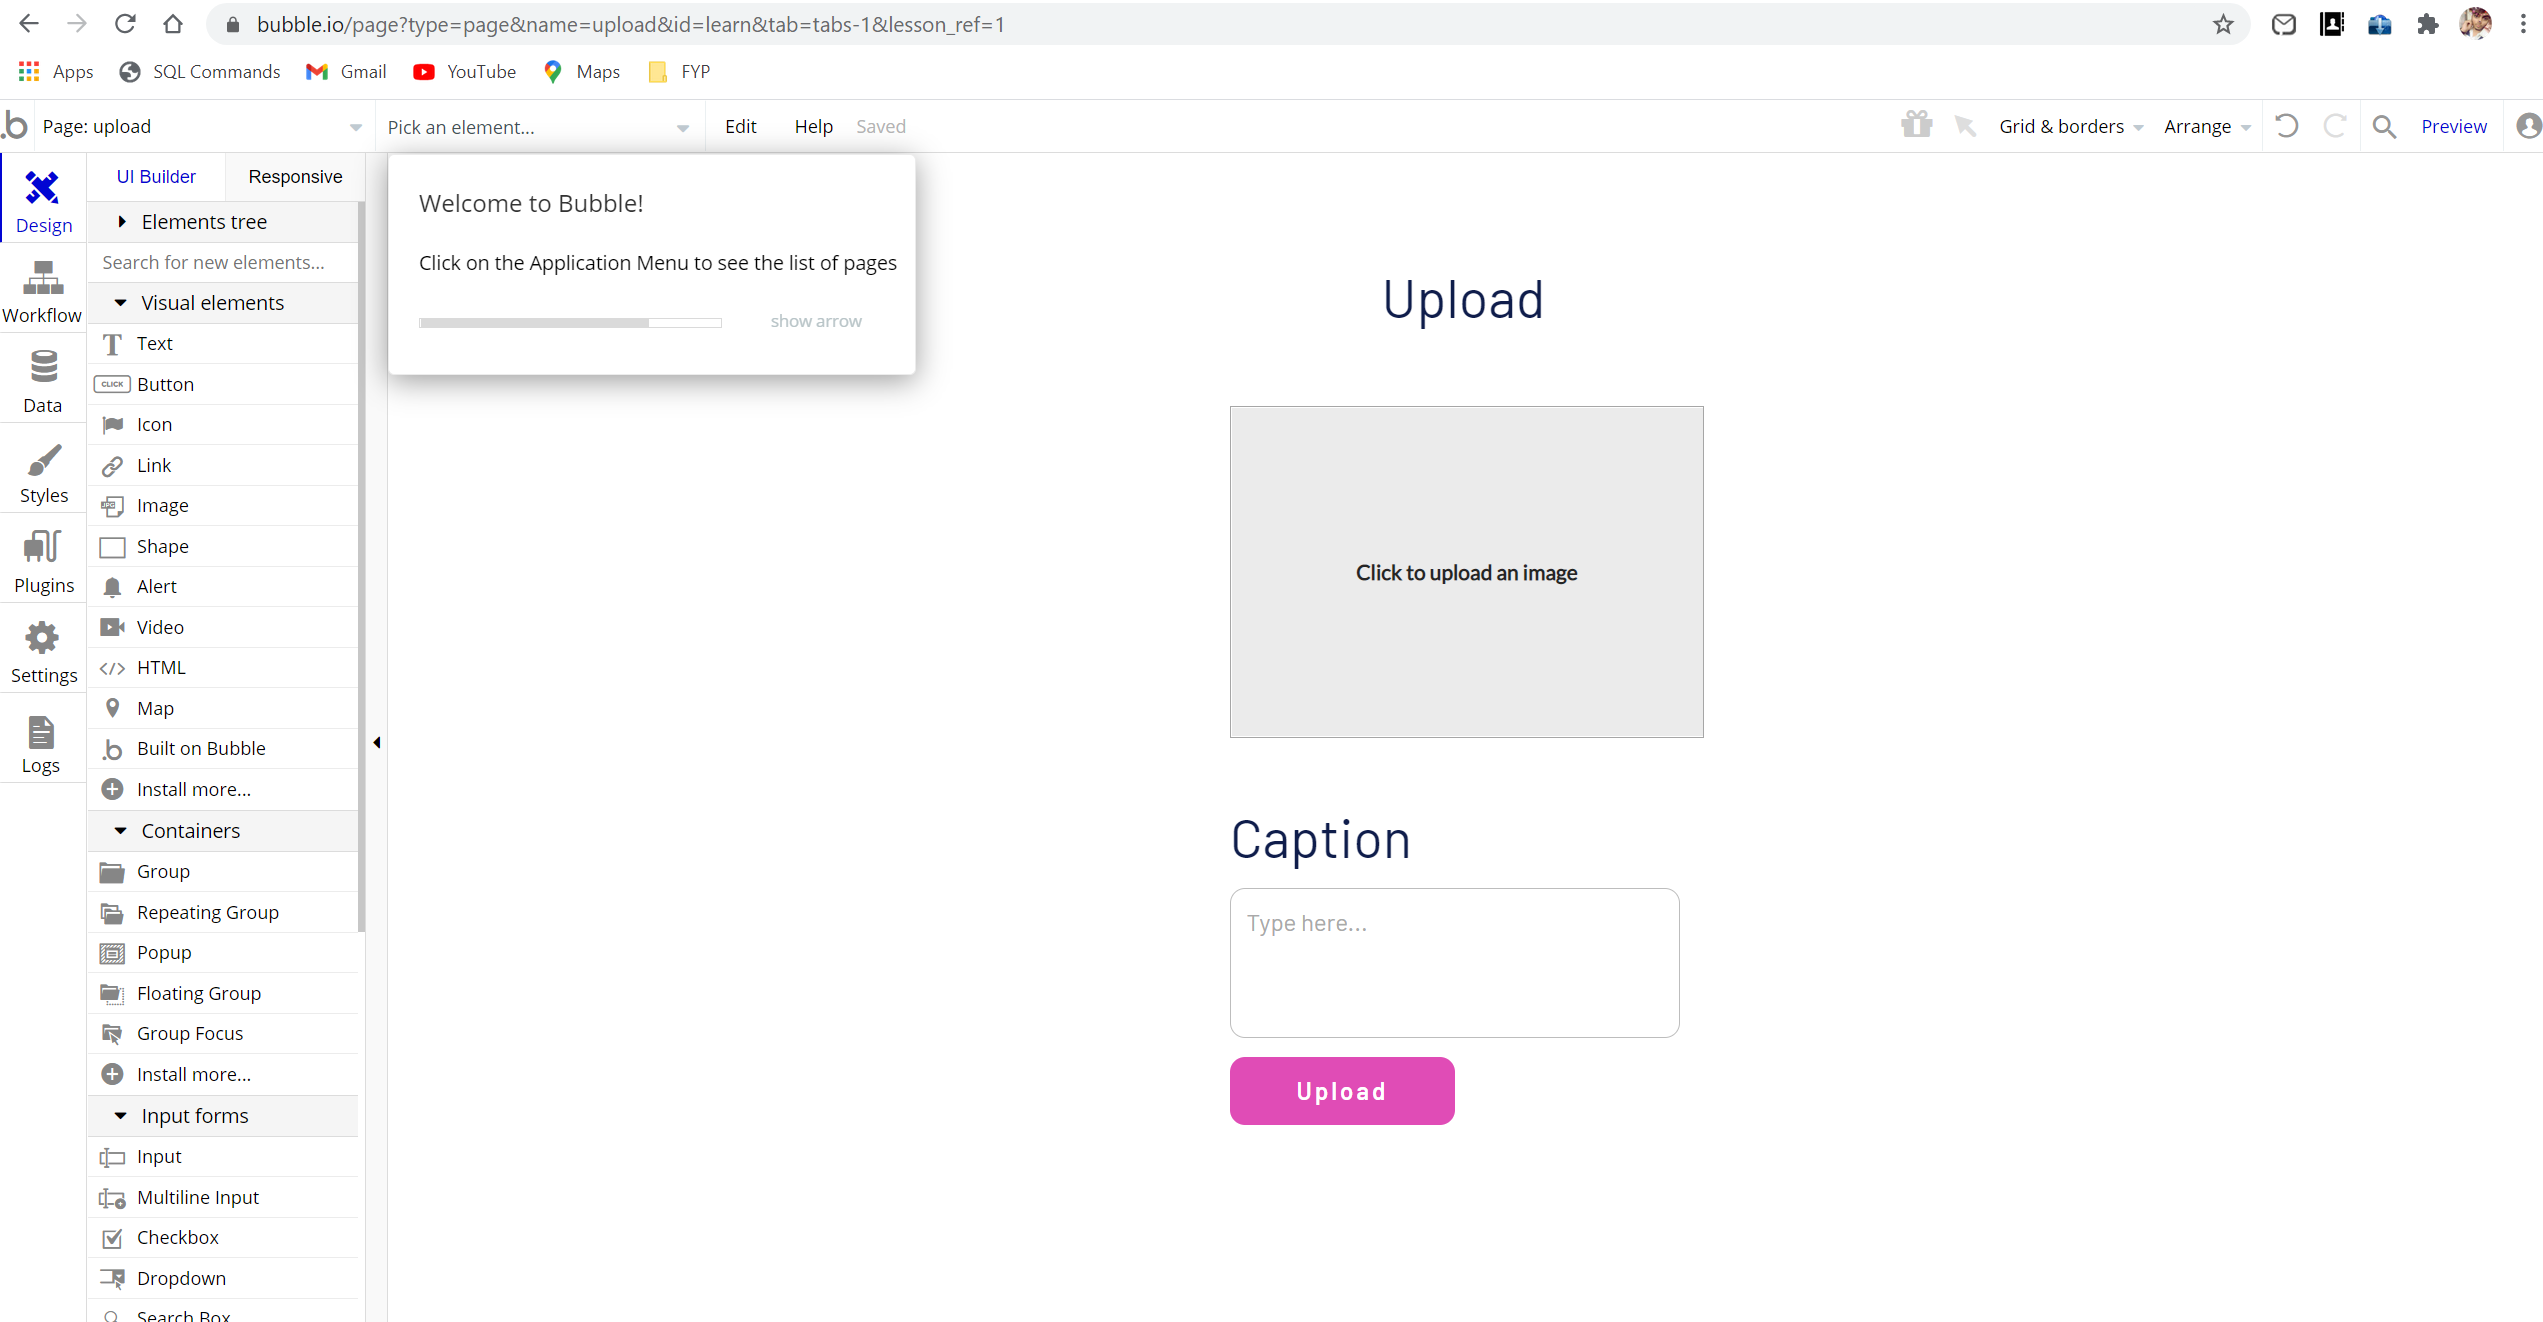 bubble.io/page?type=page&name=upload&id=learn&tab=tabs-1&lesson_ref=1
Apps SQL Commands Gmail YouTube Maps FYP
.b Page: upload Pick an element... Edit Help Saved Grid & borders Arrange Preview
UI Builder Responsive
Design
Workflow
Data
Styles
Plugins
Settings
Logs
Elements tree
Search for new elements...
Visual elements
Text
CLICK Button
Icon
Link
Image
Shape
Alert
Video
</> HTML
Map
.b Built on Bubble
Install more...
Containers
Group
Repeating Group
Popup
Floating Group
Group Focus
Install more...
Input forms
Input
Multiline Input
Checkbox
Dropdown
Search Box
Welcome to Bubble!
Click on the Application Menu to see the list of pages
show arrow
Upload
Click to upload an image
Caption
Type here...
Upload